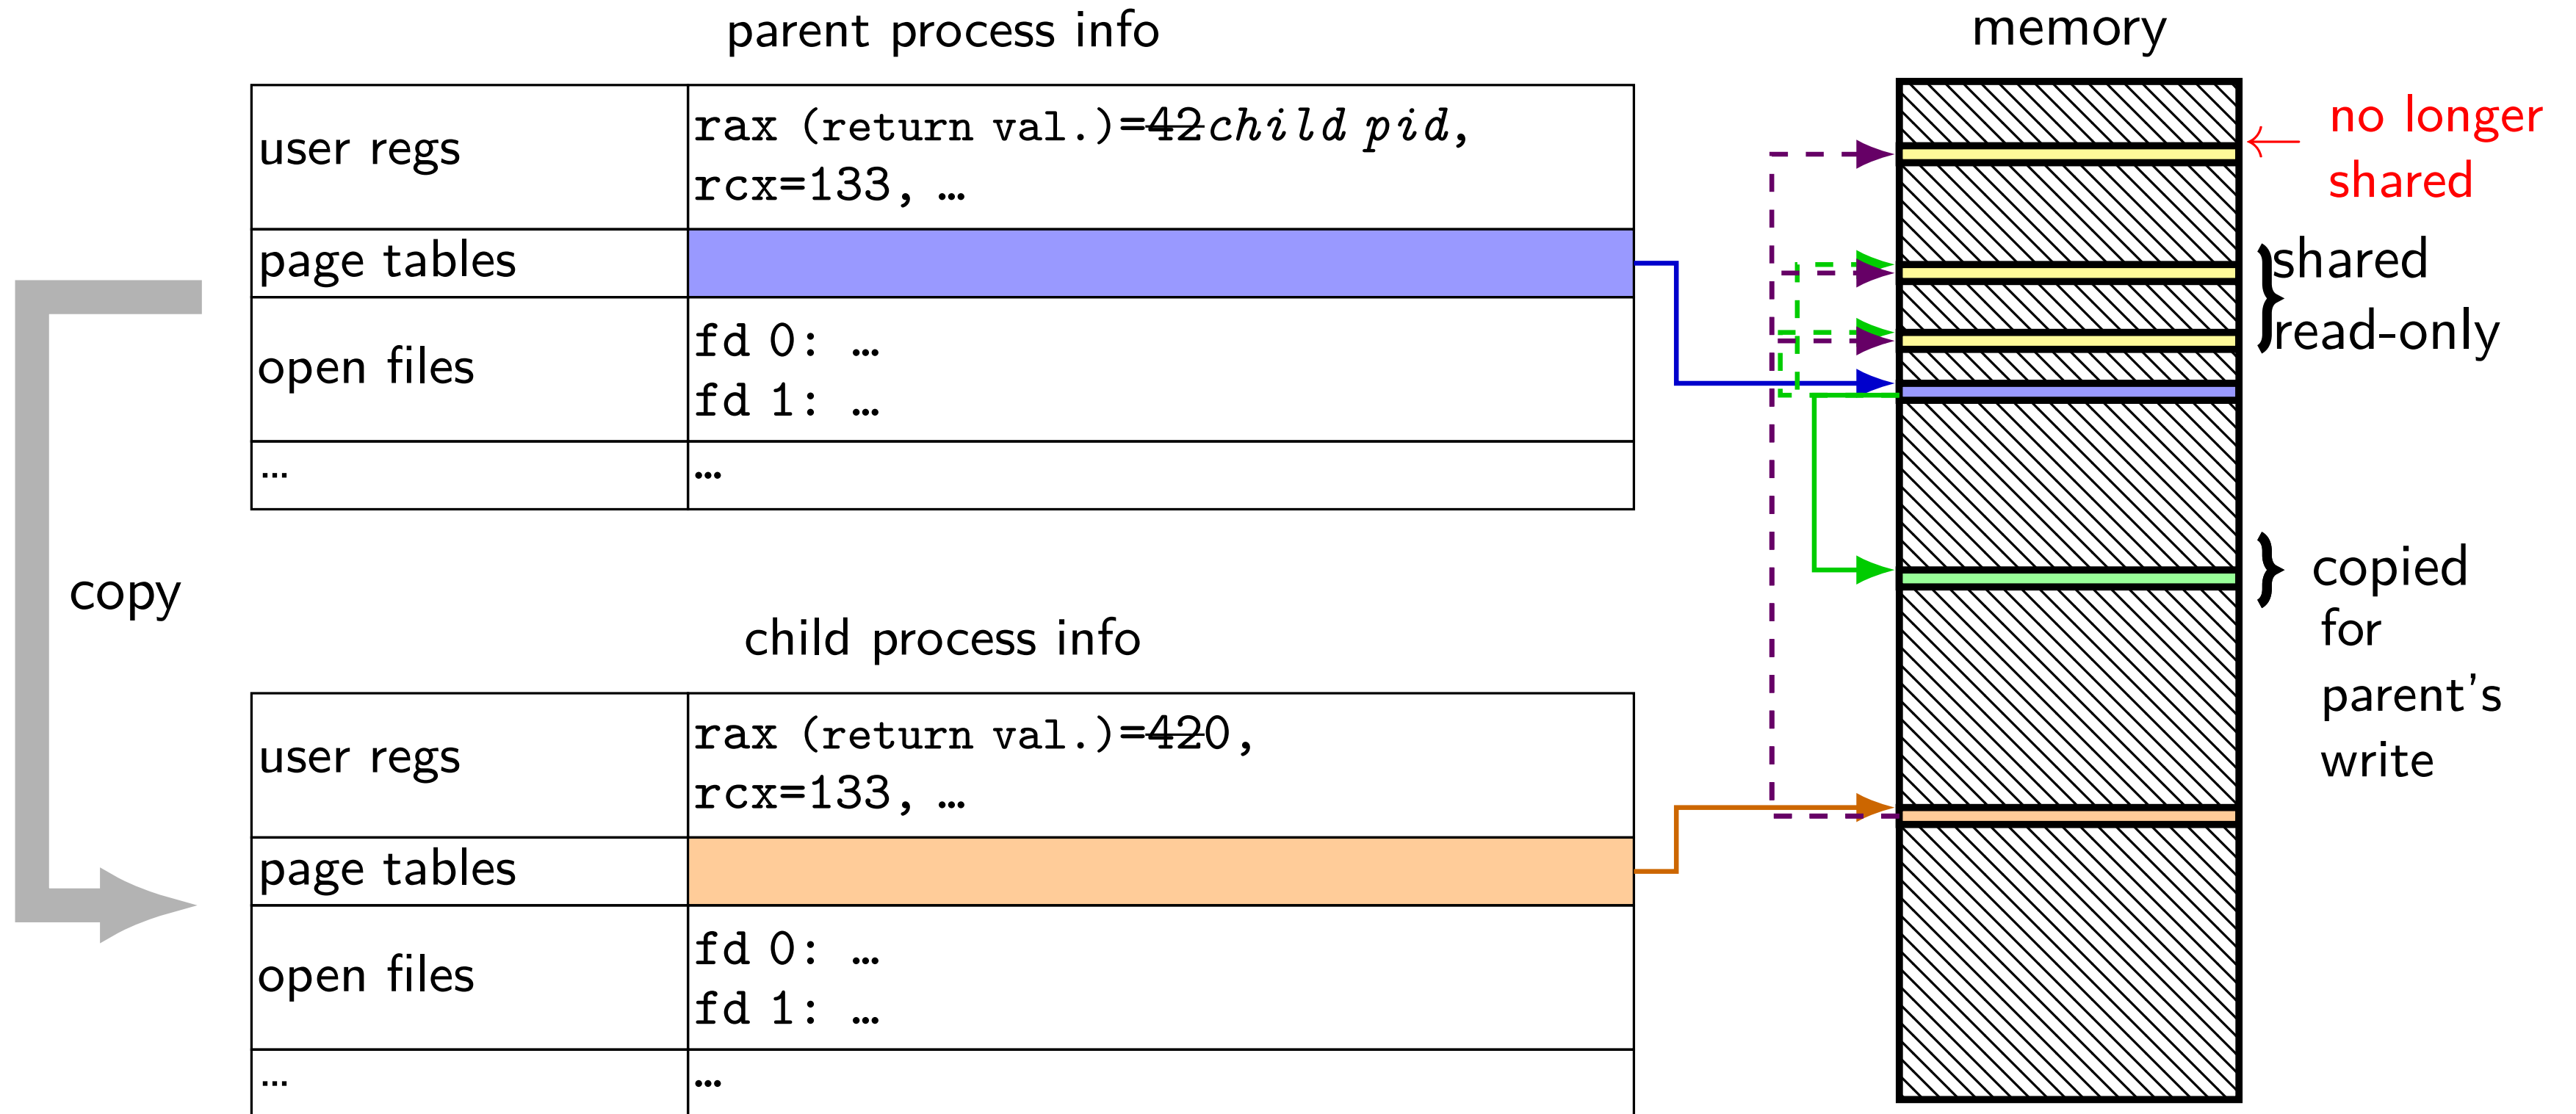 parent process info
user regs
rax (return val.)=42child pid,
rcx=133, …
page tables
open files
fd 0: …
fd 1: …
…
…
copy
child process info
user regs
rax (return val.)=420,
rcx=133, …
page tables
open files
fd 0: …
fd 1: …
…
…
memory
no longer
shared
shared
read-only
copied
for
parent's
write